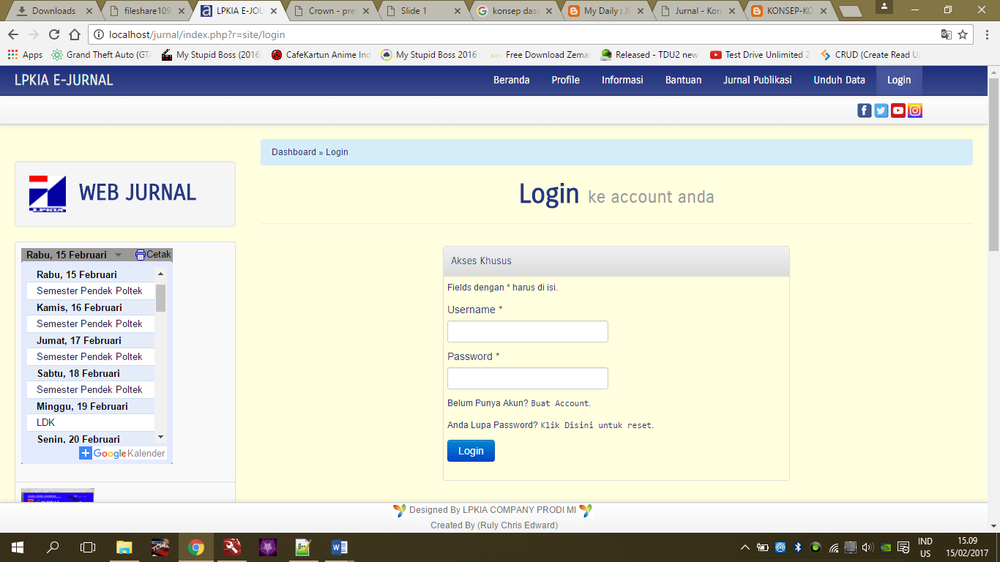 Downloads fileshare109 LPKIA E-JOU Crown - pre Slide 1 konsep dasa My Daily : JU Jurnal - Kon KONSEP-KO
localhost/jurnal/index.php?r=site/login
Apps Grand Theft Auto (GTA My Stupid Boss (2016) CafeKartun Anime Ind My Stupid Boss 2016 Free Download Zema Released - TDU2 new Test Drive Unlimited 2 CRUD (Create Read U
LPKIA E-JURNAL Beranda Profile Informasi Bantuan Jurnal Publikasi Unduh Data Login
Dashboard » Login
LPKIA
WEB JURNAL
Login ke account anda
Rabu, 15 Februari Cetak
Rabu, 15 Februari
Semester Pendek Poltek
Kamis, 16 Februari
Semester Pendek Poltek
Jumat, 17 Februari
Semester Pendek Poltek
Sabtu, 18 Februari
Semester Pendek Poltek
Minggu, 19 Februari
LDK
Senin, 20 Februari
Google Kalender
Akses Khusus
Fields dengan * harus di isi.
Username *
Password *
Belum Punya Akun? Buat Account.
Anda Lupa Password? Klik Disini untuk reset.
Login
Designed By LPKIA COMPANY PRODI MI
Created By (Ruly Chris Edward)
IND 15.09
US 15/02/2017